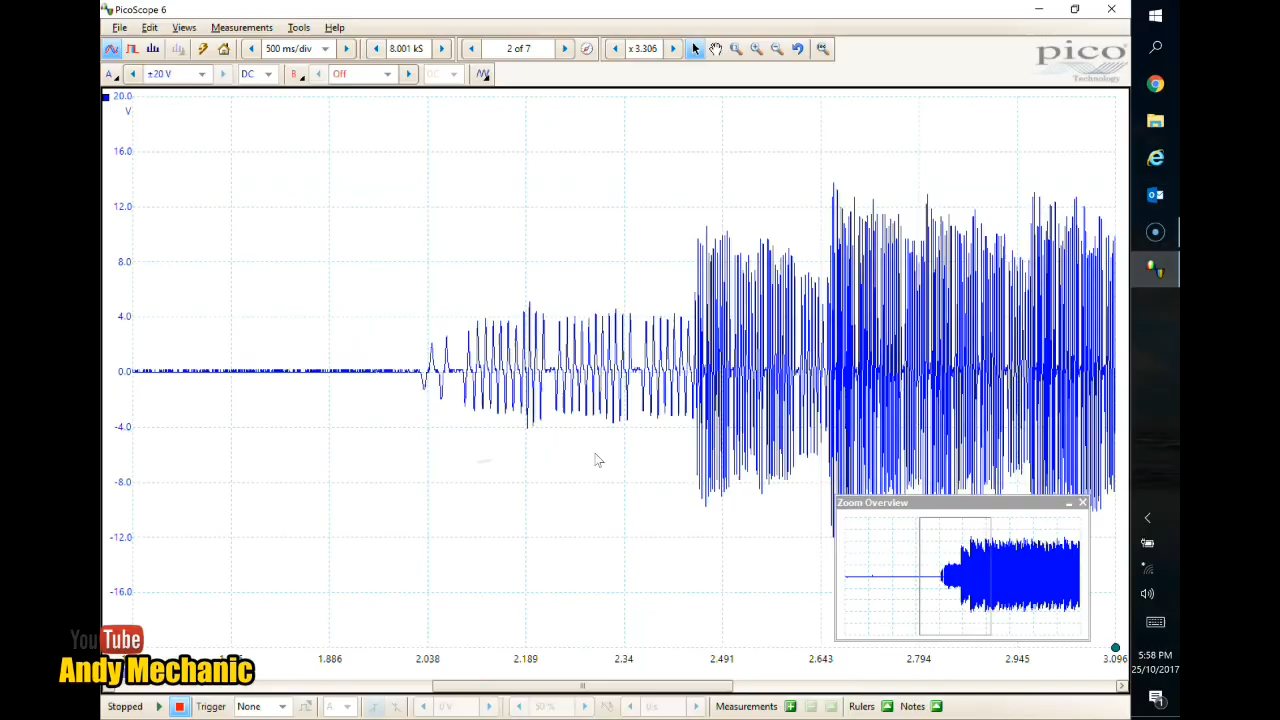 PicoScope 6
File Edit Views Measurements Tools Help
500 ms/div 8.001 kS 2 of 7 x 3.306
A ±20 V DC B Off DC
pico
Technology
20.0
V
16.0
12.0
8.0
4.0
0.0
-4.0
-8.0
-12.0
-16.0
Zoom Overview
1.886 2.038 2.189 2.34 2.491 2.643 2.794 2.945 3.096
YouTube
Andy Mechanic
Stopped Trigger None A 0 % 50 % 0 s Measurements Rulers Notes
5:58 PM
25/10/2017